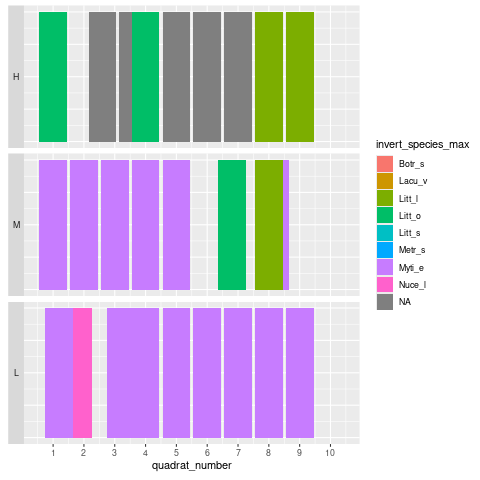 H
M
L
1 2 3 4 5 6 7 8 9 10
quadrat_number
invert_species_max
Botr_s
Lacu_v
Litt_l
Litt_o
Litt_s
Metr_s
Myti_e
Nuce_l
NA